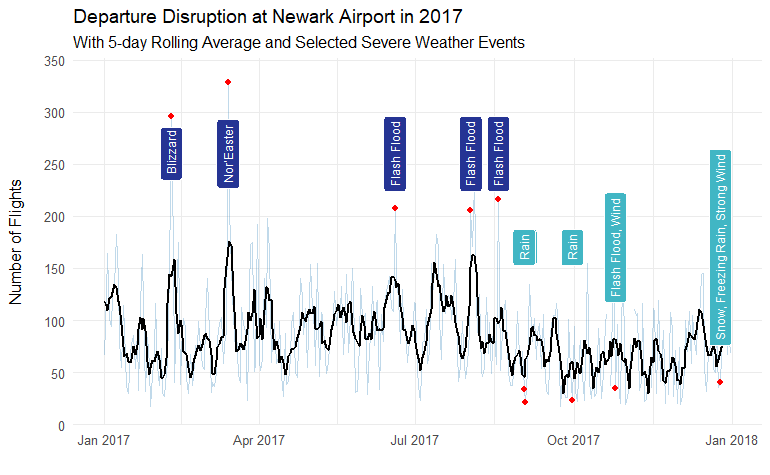 Departure Disruption at Newark Airport in 2017
With 5-day Rolling Average and Selected Severe Weather Events
Number of Flights
350
300
250
200
150
100
50
0
Blizzard
Nor'Easter
Flash Flood
Flash Flood
Flash Flood
Rain
Rain
Flash Flood, Wind
Snow, Freezing Rain, Strong Wind
Jan 2017
Apr 2017
Jul 2017
Oct 2017
Jan 2018